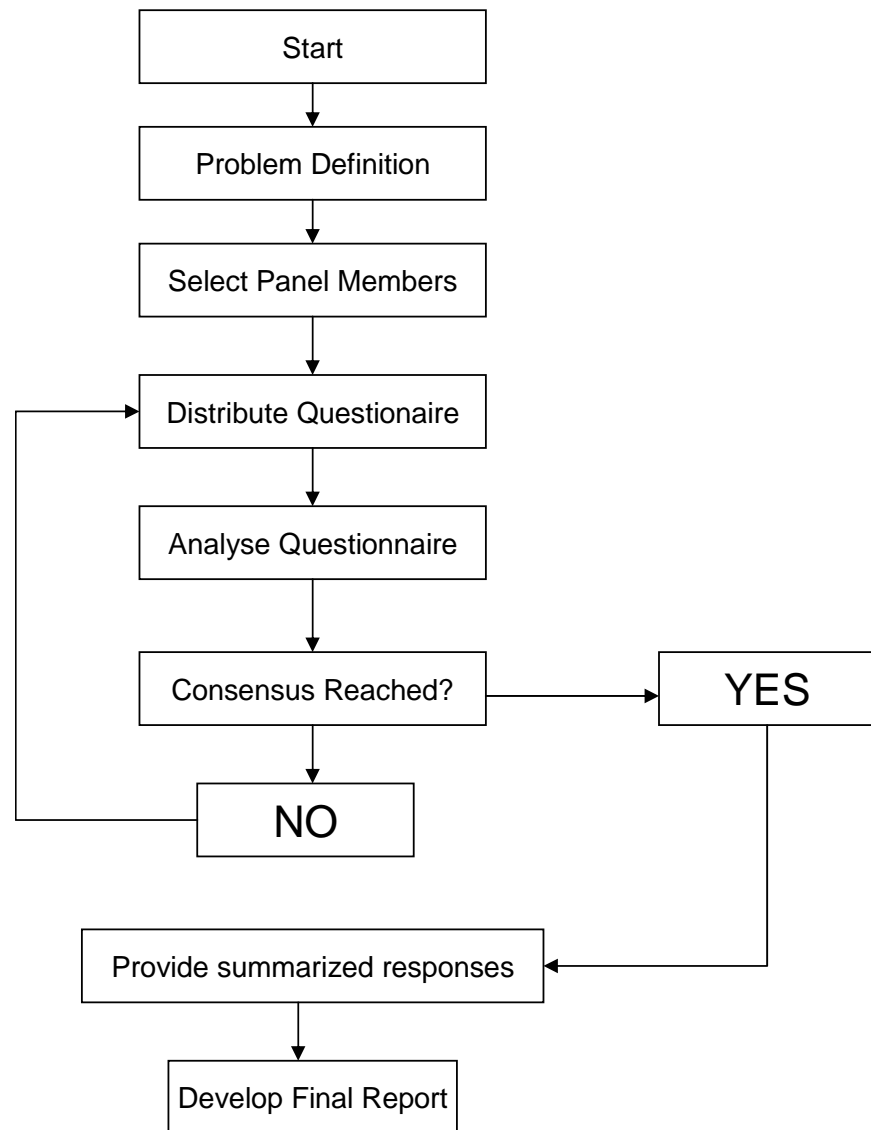 Start
Problem Definition
Select Panel Members
Distribute Questionaire
Analyse Questionnaire
Consensus Reached?
YES
NO
Provide summarized responses
Develop Final Report